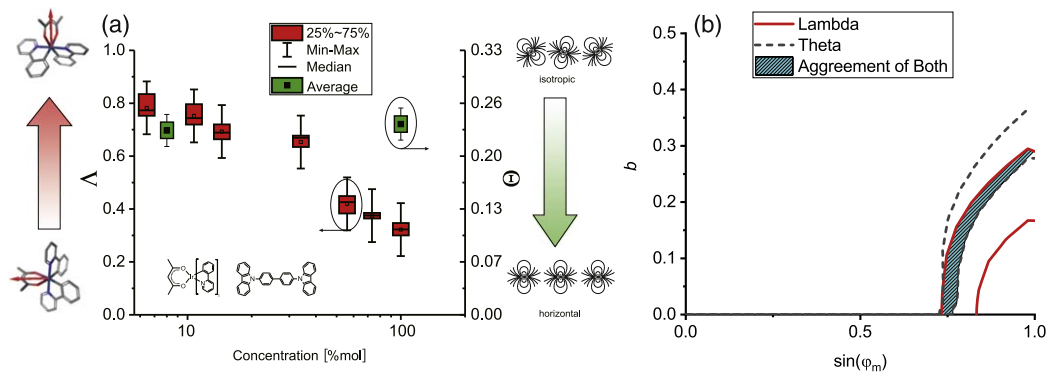 (a)
25%~75%
Min-Max
Median
Average
1.0
0.8
0.6
0.4
0.2
0.0
Λ
10
100
Concentration [%mol]
0.33
0.26
0.20
0.13
0.07
0.00
Θ
isotropic
horizontal
(b)
Lambda
Theta
Aggreement of Both
0.5
0.4
0.3
0.2
0.1
0.0
b
0.0
0.5
1.0
sin(φm)